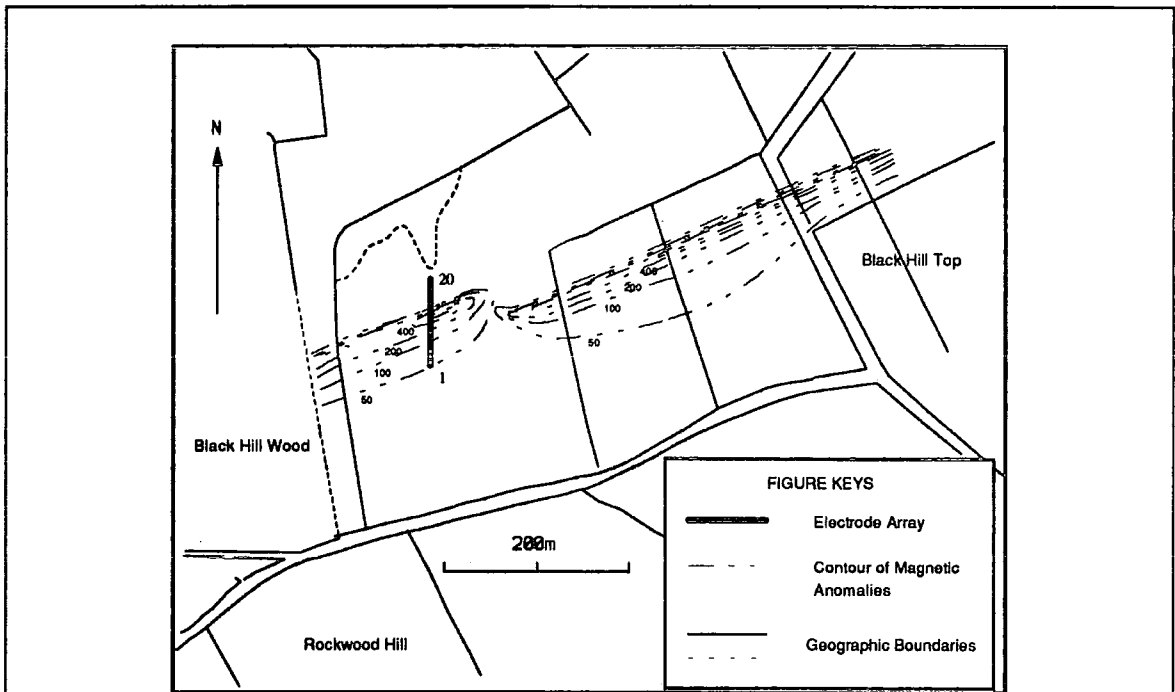 N
20
400
200
100
50
1
400
200
100
50
Black Hill Top
Black Hill Wood
Rockwood Hill
200m
FIGURE KEYS
Electrode Array
Contour of Magnetic
Anomalies
Geographic Boundaries